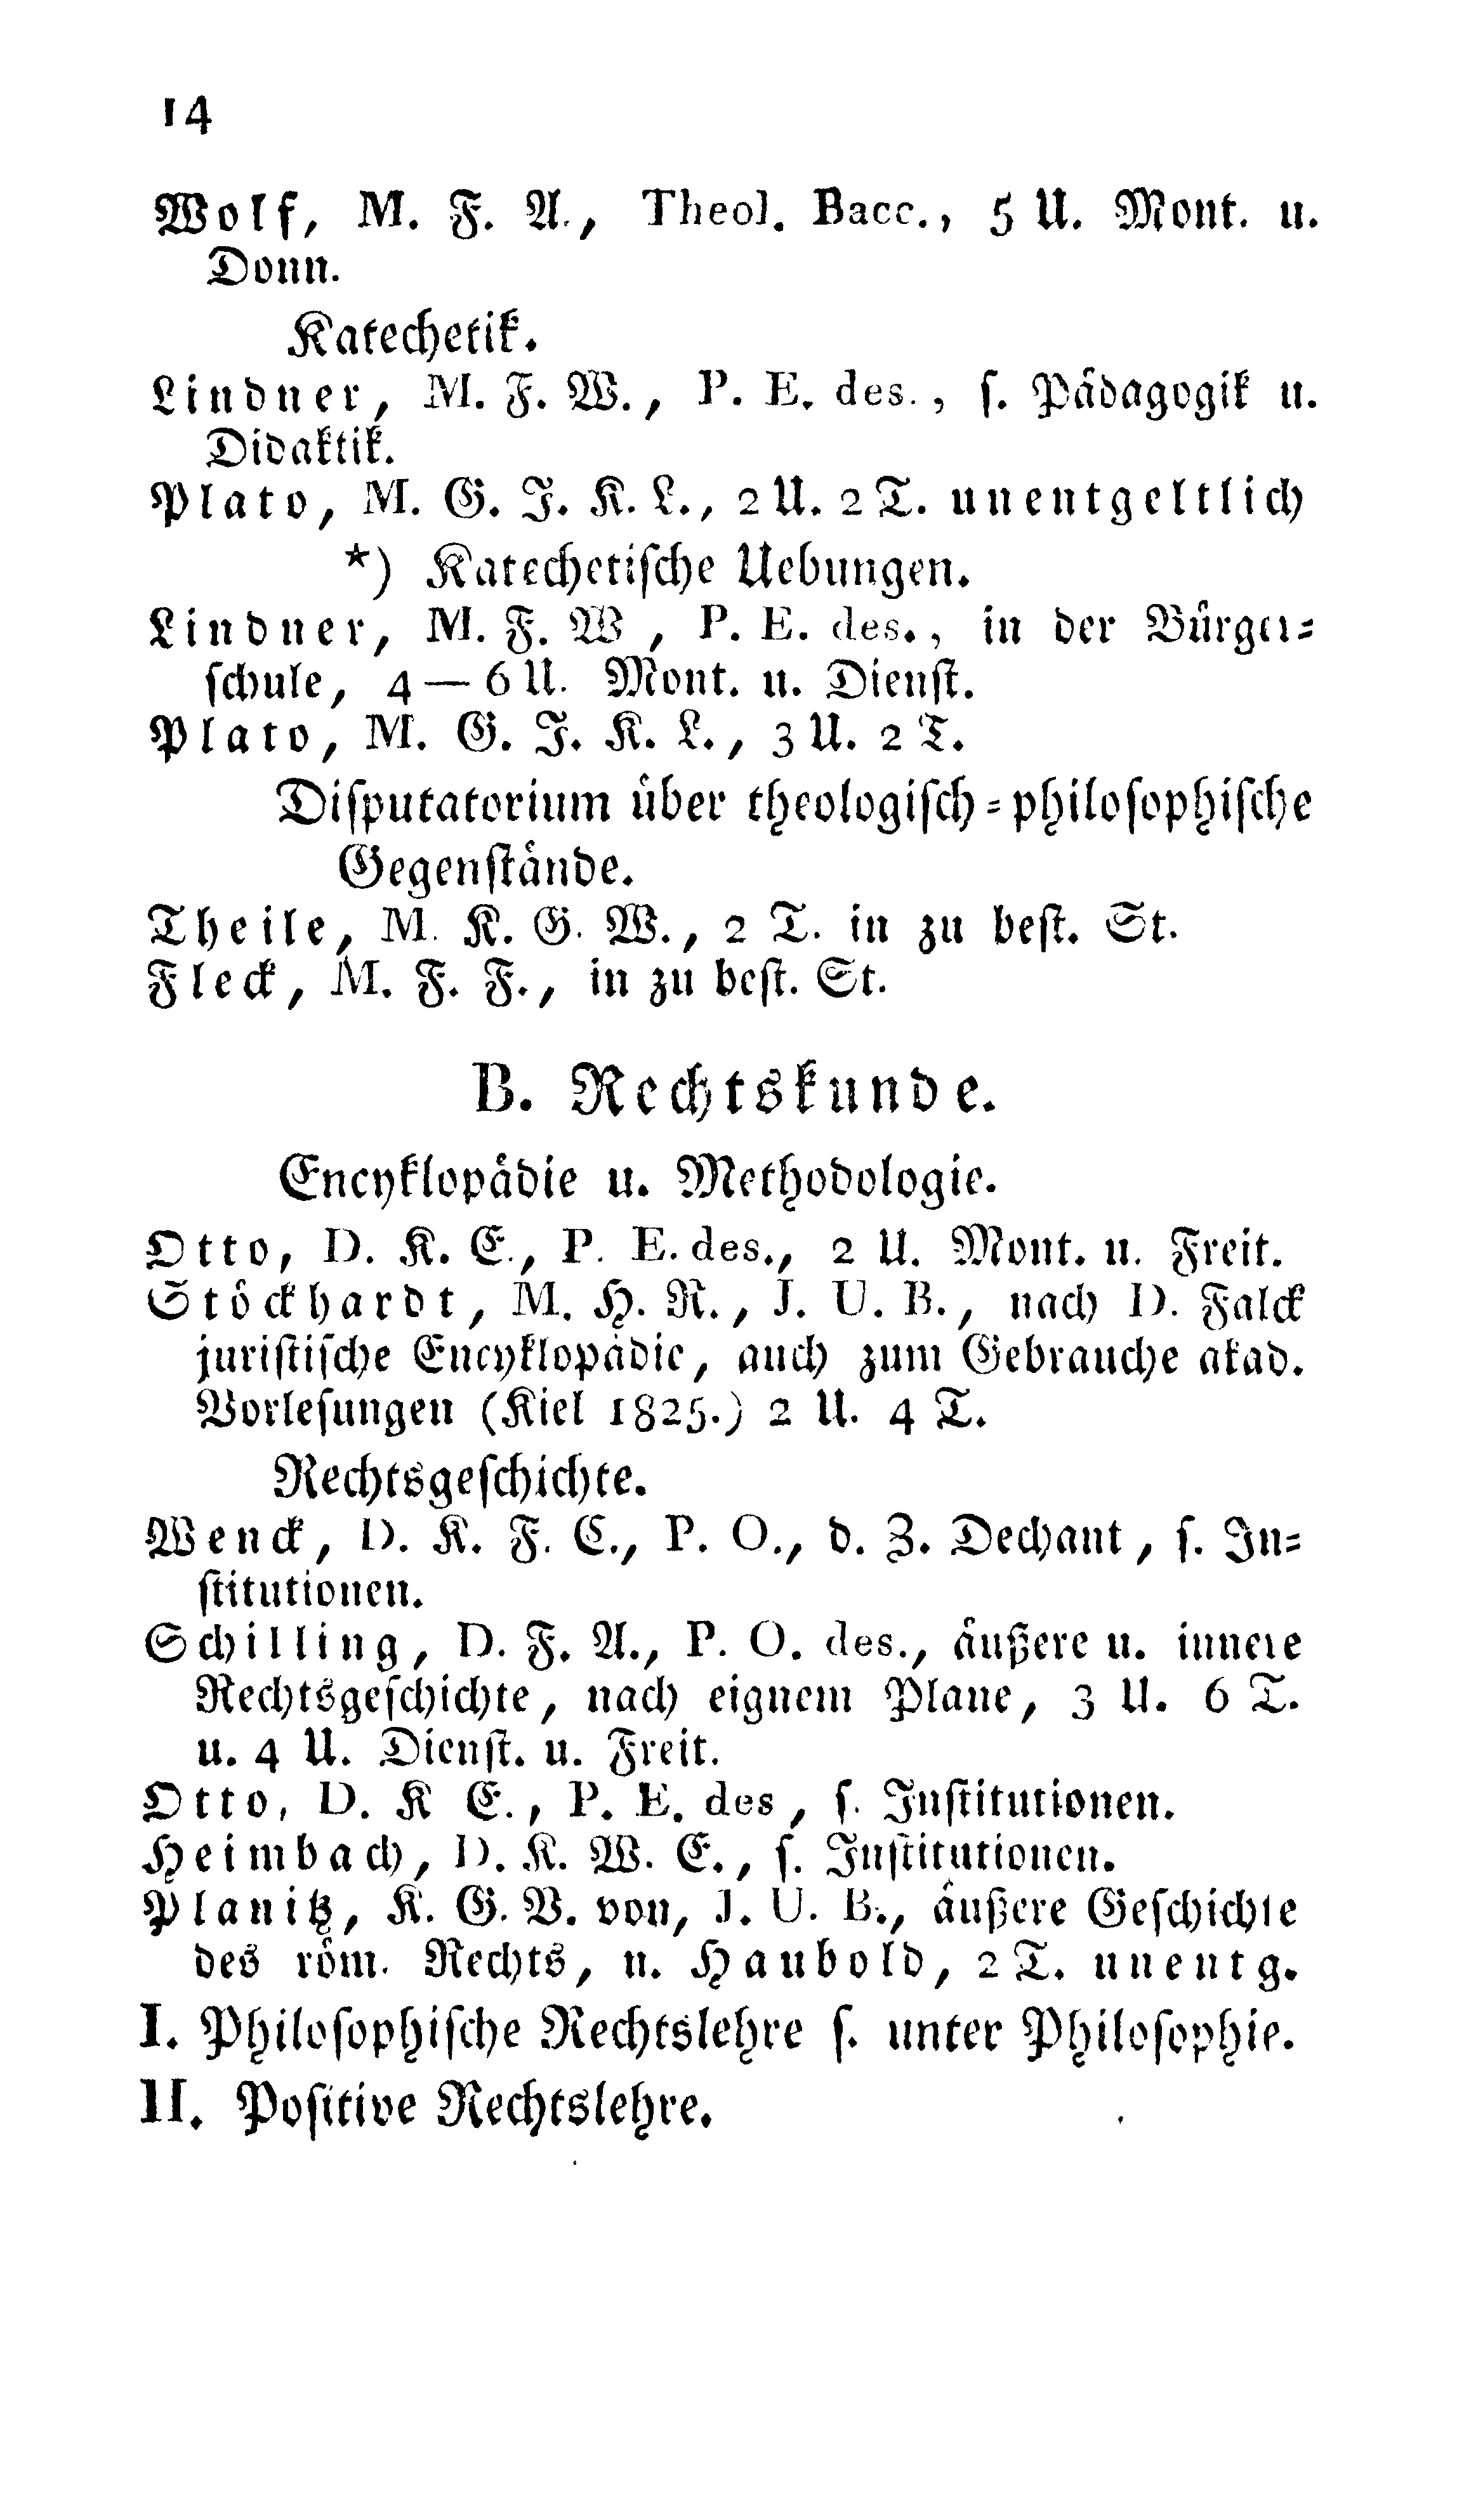 14
Wolf, M. F. A., Theol. Bacc., 5 U. Mont. u.
Donn.
Katechetik.
Lindner, M. F. W., P. E. des., s. Pädagogik u.
Didaktik.
Plato, M. G. J. K. L., 2 U. 2 T. unentgeltlich
*) Katechetische Uebungen.
Lindner, M. F. W , P. E. des., in der Bürger-
schule, 4 — 6 U. Mont. u. Dienst.
Plato, M. G. J. K. L., 3 U. 2 T.
Disputatorium über theologisch-philosophische
Gegenstände.
Theile, M. K. G. W., 2 T. in zu best. St.
Fleck, M. F. F., in zu best. St.
B. Rechtskunde.
Encyklopädie u. Methodologie.
Otto, D. K. E., P. E. des., 2 U. Mont. u. Freit.
Stöckhardt, M. H. R., J. U. B., nach D. Falck
juristische Encyklopädie, auch zum Gebrauche akad.
Vorlesungen (Kiel 1825.) 2 U. 4 T.
Rechtsgeschichte.
Wenck, D. K. F. C., P. O., d. Z. Dechant, s. In-
stitutionen.
Schilling, D. F. A., P. O. des., äußere u. innere
Rechtsgeschichte, nach eignem Plane, 3 U. 6 T.
u. 4 U. Dienst. u. Freit.
Otto, D. K E., P. E. des , s. Institutionen.
Heimbach, D. K. W. E., s. Institutionen.
Planitz, K. G. V. von, J. U. B., äußere Geschichte
des röm. Rechts, n. Haubold, 2 T. unentg.
I. Philosophische Rechtslehre s. unter Philosophie.
II. Positive Rechtslehre.